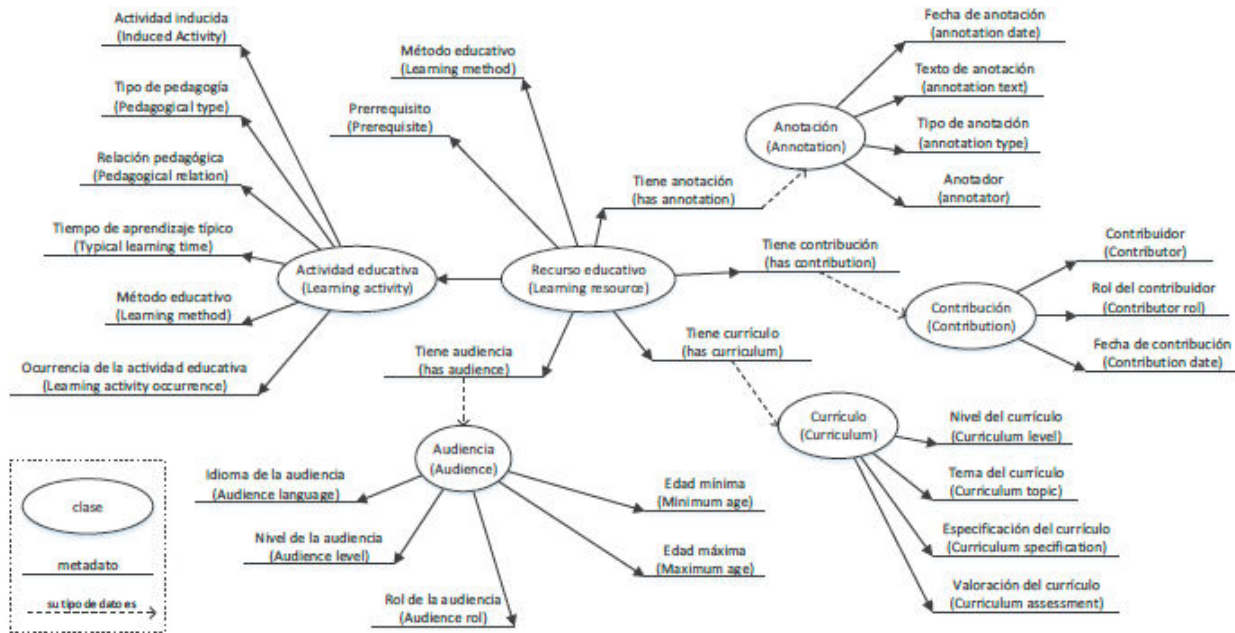 Actividad inducida
(Induced Activity)
Tipo de pedagogía
(Pedagogical type)
Relación pedagógica
(Pedagogical relation)
Tiempo de aprendizaje típico
(Typical learning time)
Método educativo
(Learning method)
Ocurrencia de la actividad educativa
(Learning activity occurrence)
Actividad educativa
(Learning activity)
Método educativo
(Learning method)
Prerrequisito
(Prerequisite)
Recurso educativo
(Learning resource)
Tiene anotación
(has annotation)
Anotación
(Annotation)
Fecha de anotación
(annotation date)
Texto de anotación
(annotation text)
Tipo de anotación
(annotation type)
Anotador
(annotator)
Tiene contribución
(has contribution)
Contribución
(Contribution)
Contribuidor
(Contributor)
Rol del contribuidor
(Contributor rol)
Fecha de contribución
(Contribution date)
Tiene currículo
(has curriculum)
Currículo
(Curriculum)
Nivel del currículo
(Curriculum level)
Tema del currículo
(Curriculum topic)
Especificación del currículo
(Curriculum specification)
Valoración del currículo
(Curriculum assessment)
Tiene audiencia
(has audience)
Audiencia
(Audience)
Idioma de la audiencia
(Audience language)
Nivel de la audiencia
(Audience level)
Rol de la audiencia
(Audience rol)
Edad mínima
(Minimum age)
Edad máxima
(Maximum age)
clase
metadato
su tipo de dato es